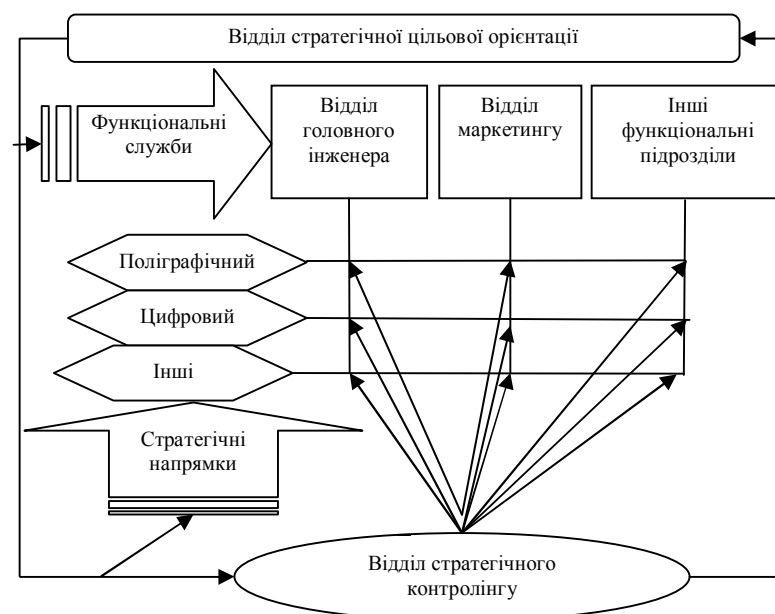 Відділ стратегічної цільової орієнтації
Функціональні
служби
Відділ
головного
інженера
Відділ
маркетингу
Інші
функціональні
підрозділи
Поліграфічний
Цифровий
Інші
Стратегічні
напрямки
Відділ стратегічного
контролінгу